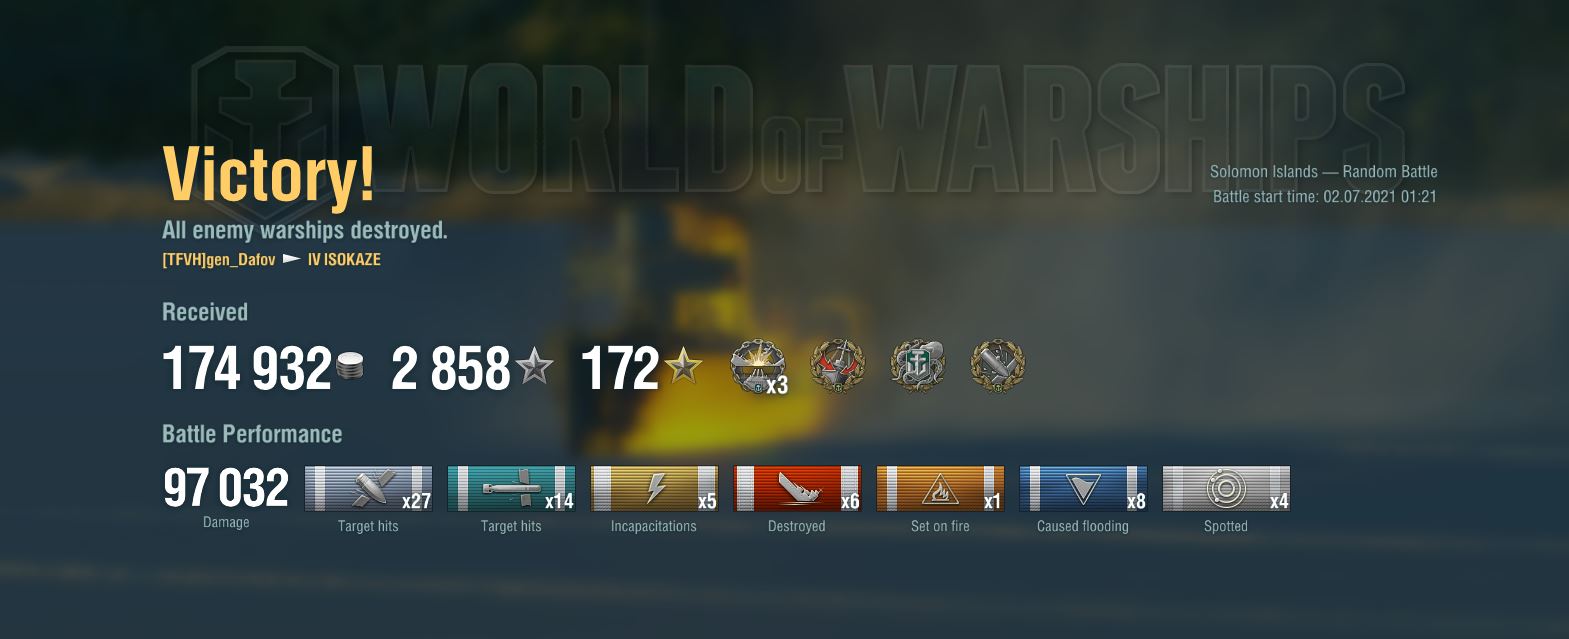 WORLD OF WARSHIPS
Victory!
Solomon Islands — Random Battle
Battle start time: 02.07.2021 01:21
All enemy warships destroyed.
[TFVH]gen_Dafov IV ISOKAZE
Received
174 932 2 858 172 x3
Battle Performance
97 032 x27 x14 x5 x6 x1 x8 x4
Damage Target hits Target hits Incapacitations Destroyed Set on fire Caused flooding Spotted